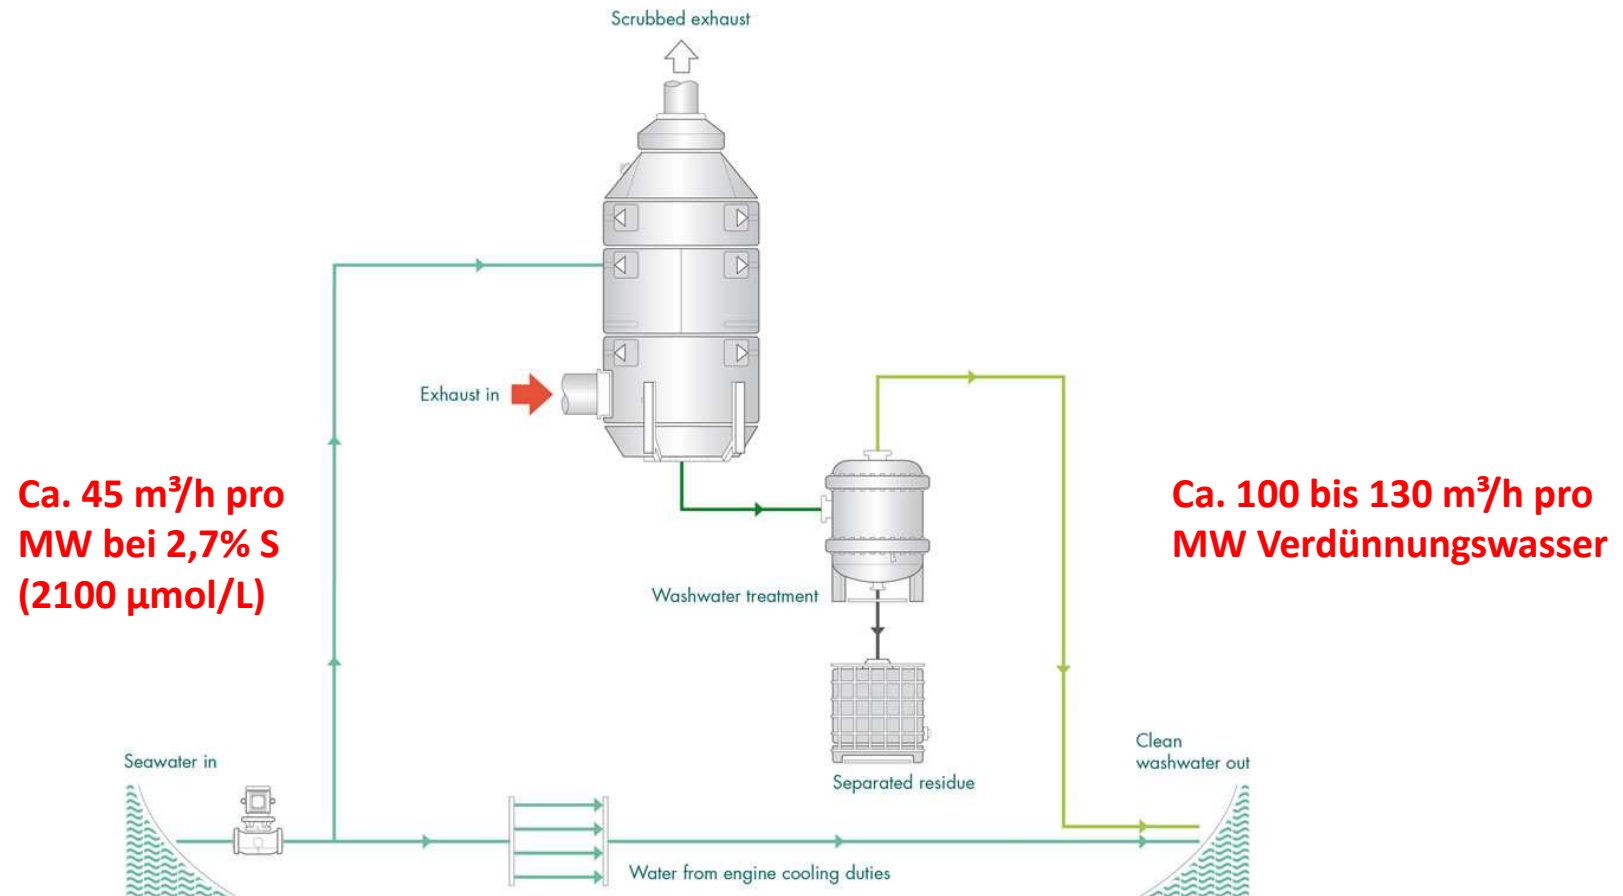 Scrubbed exhaust
Exhaust in
Ca. 45 m³/h pro
MW bei 2,7% S
(2100 µmol/L)
Ca. 100 bis 130 m³/h pro
MW Verdünnungswasser
Washwater treatment
Seawater in
Clean
washwater out
Separated residue
Water from engine cooling duties